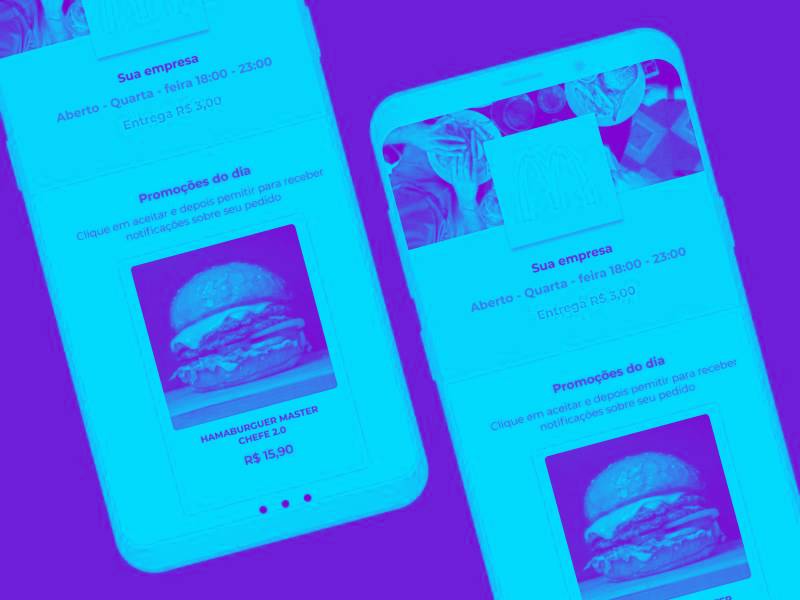 Sua empresa
Aberto - Quarta - feira 18:00 - 23:00
Entrega R$ 3,00
Promoções do dia
Clique em aceitar e depois pemitir para receber
notificações sobre seu pedido
HAMABURGUER MASTER
CHEFE 2.0
R$ 15,90
Sua empresa
Aberto - Quarta - feira 18:00 - 23:00
Entrega R$ 3,00
Promoções do dia
Clique em aceitar e depois pemitir para receber
notificações sobre seu pedido